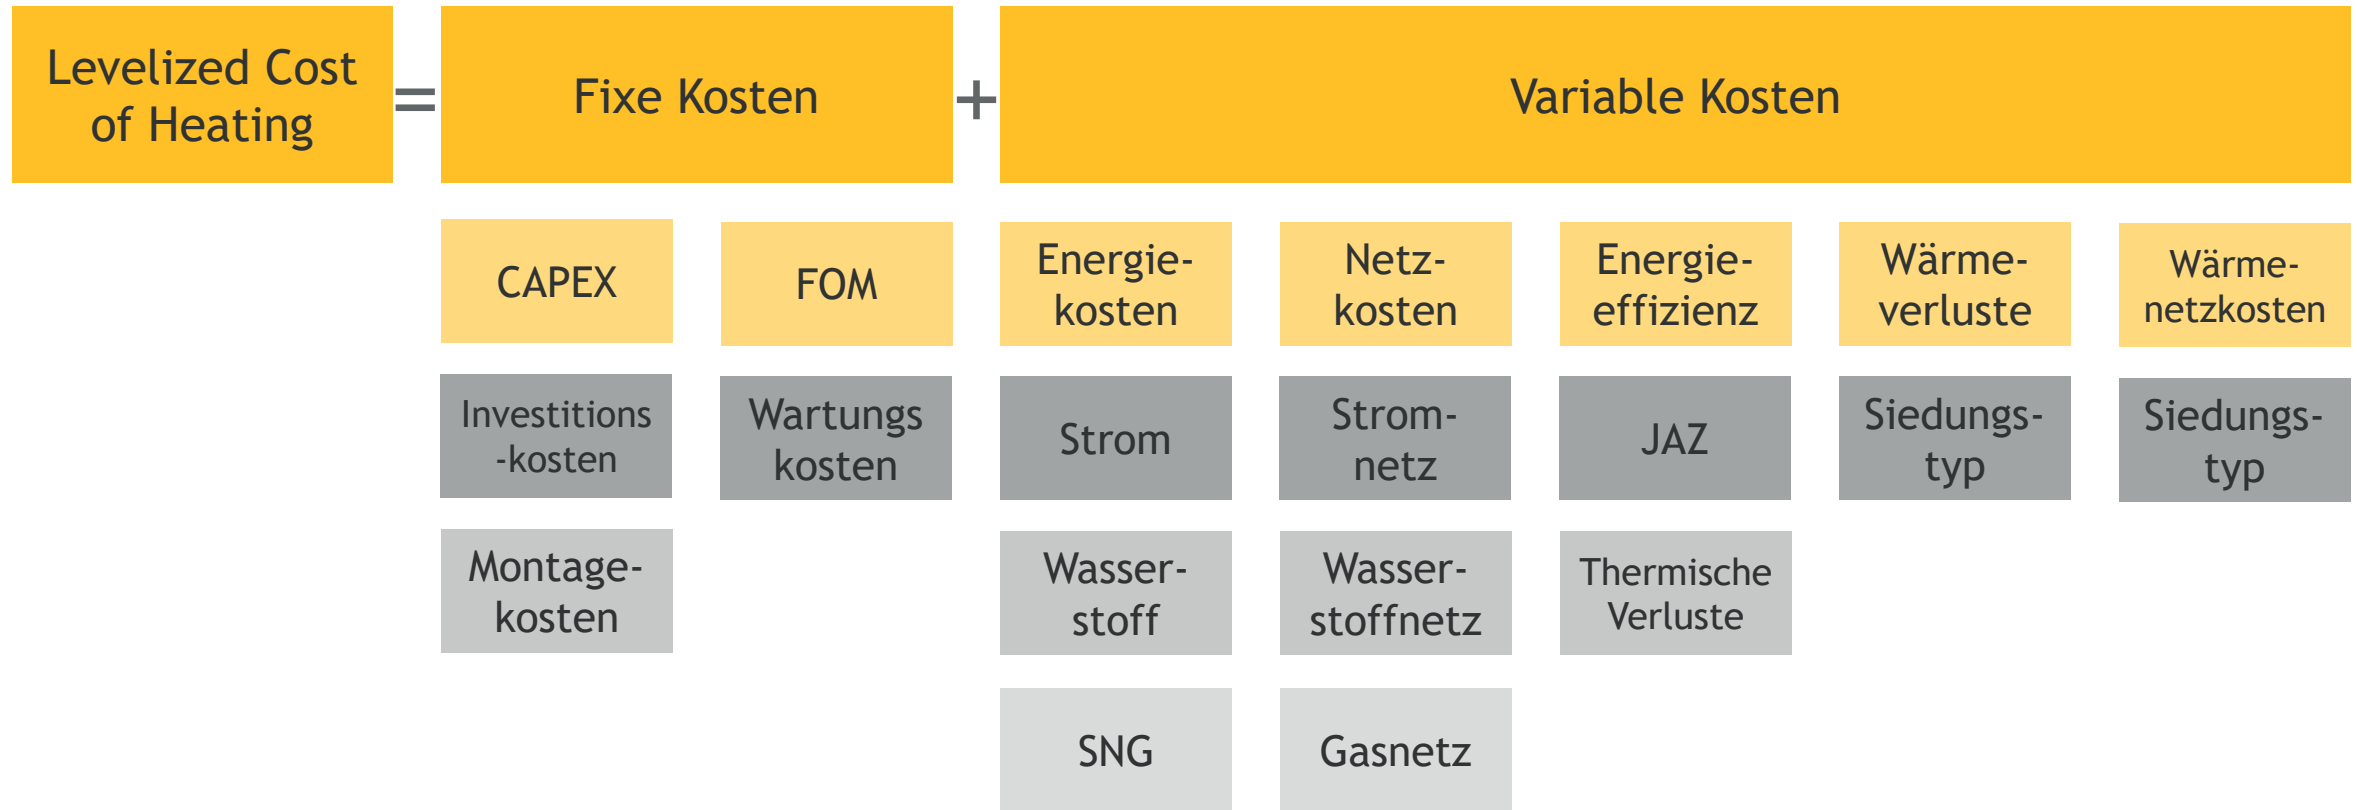 Levelized Cost
of Heating
=
Fixe Kosten
+
Variable Kosten
CAPEX
FOM
Energie-
kosten
Netz-
kosten
Energie-
effizienz
Wärme-
verluste
Wärme-
netzkosten
Investitions
-kosten
Wartungs
kosten
Strom
Strom-
netz
JAZ
Siedungs-
typ
Siedungs-
typ
Montage-
kosten
Wasser-
stoff
Wasser-
stoffnetz
Thermische
Verluste
SNG
Gasnetz